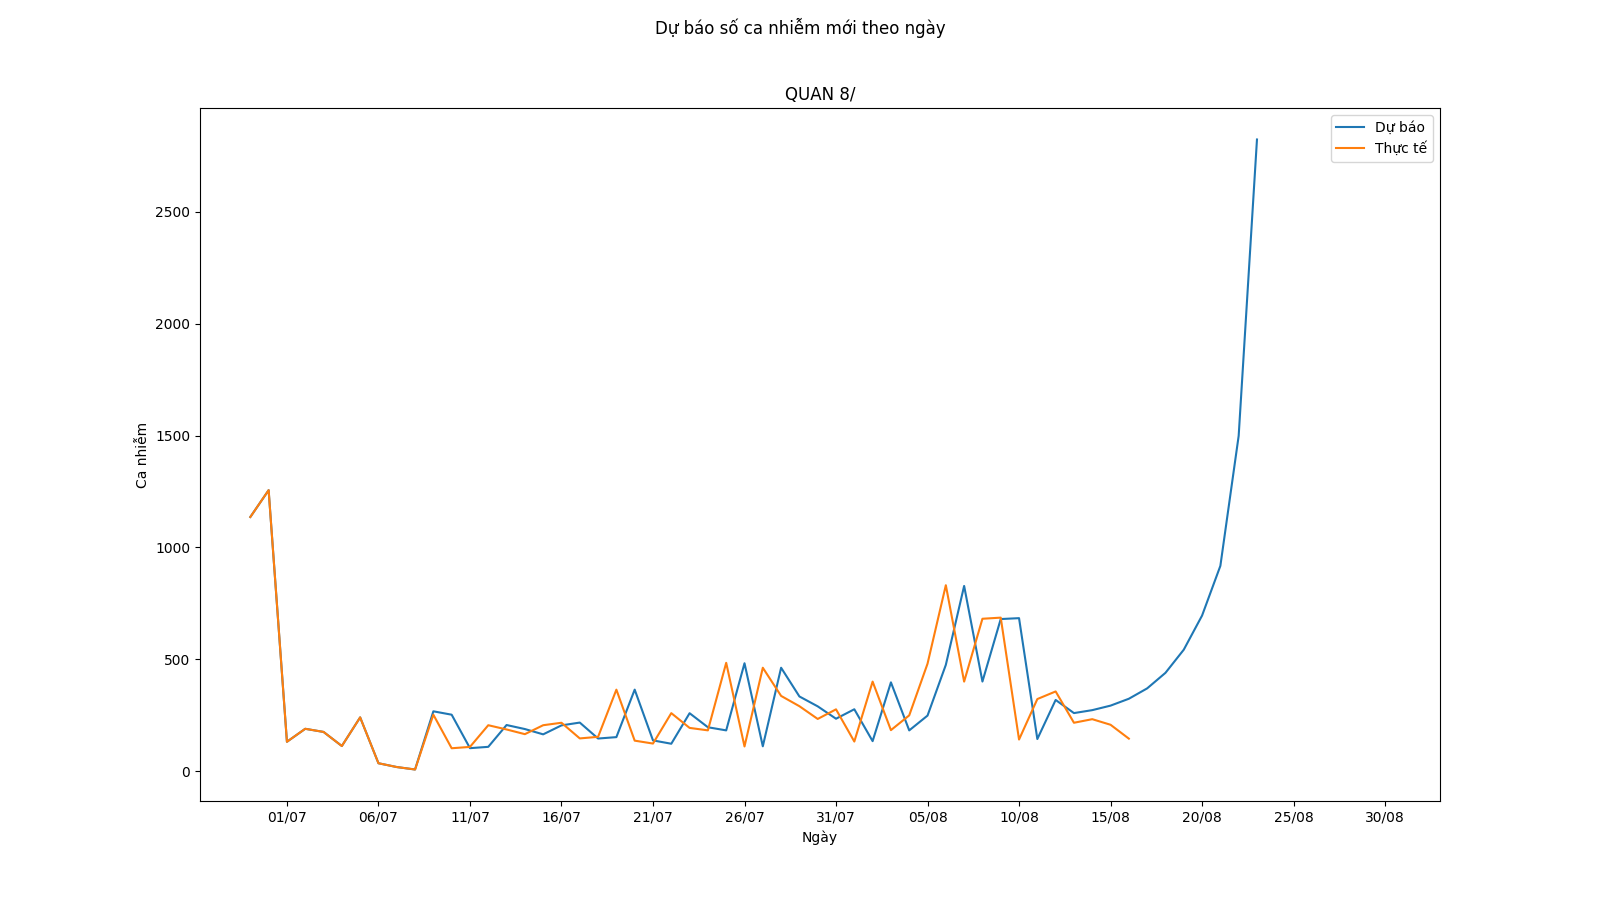 Dự báo số ca nhiễm mới theo ngày
QUAN 8/
Dự báo
Thực tế
2500
2000
1500
1000
500
0
Ca nhiễm
01/07 06/07 11/07 16/07 21/07 26/07 31/07 05/08 10/08 15/08 20/08 25/08 30/08
Ngày